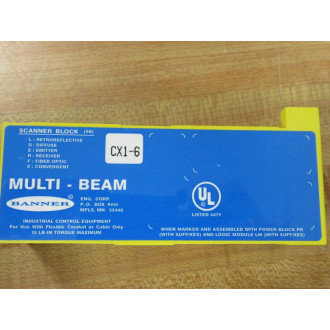 SCANNER BLOCK (SB)
L - RETROREFLECTIVE
D - DIFFUSE
E - EMITTER
R - RECEIVER
F - FIBER OPTIC
C - CONVERGENT
CX1-6
MULTI - BEAM
BANNER
ENG. CORP.
P.O. BOX 9414
MPLS, MN. 55440
INDUSTRIAL CONTROL EQUIPMENT
For Use With Flexible Conduit or Cable Only
15 LB-IN TORQUE MAXIMUM
UL
LISTED 447Y
WHEN MARKED AND ASSEMBLED WITH POWER BLOCK PB
(WITH SUFFIXES) AND LOGIC MODULE LM (WITH SUFFIXES)